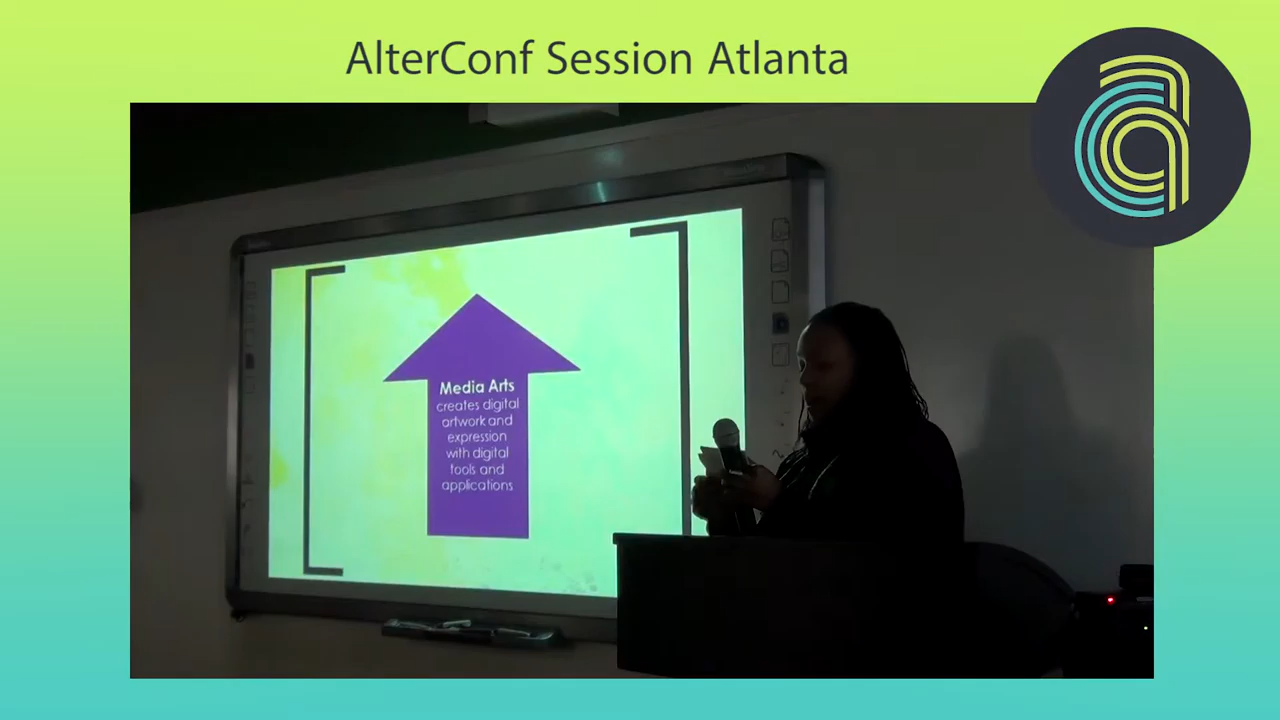 AlterConf Session Atlanta
Media Arts
creates digital
artwork and
expression
with digital
tools and
applications